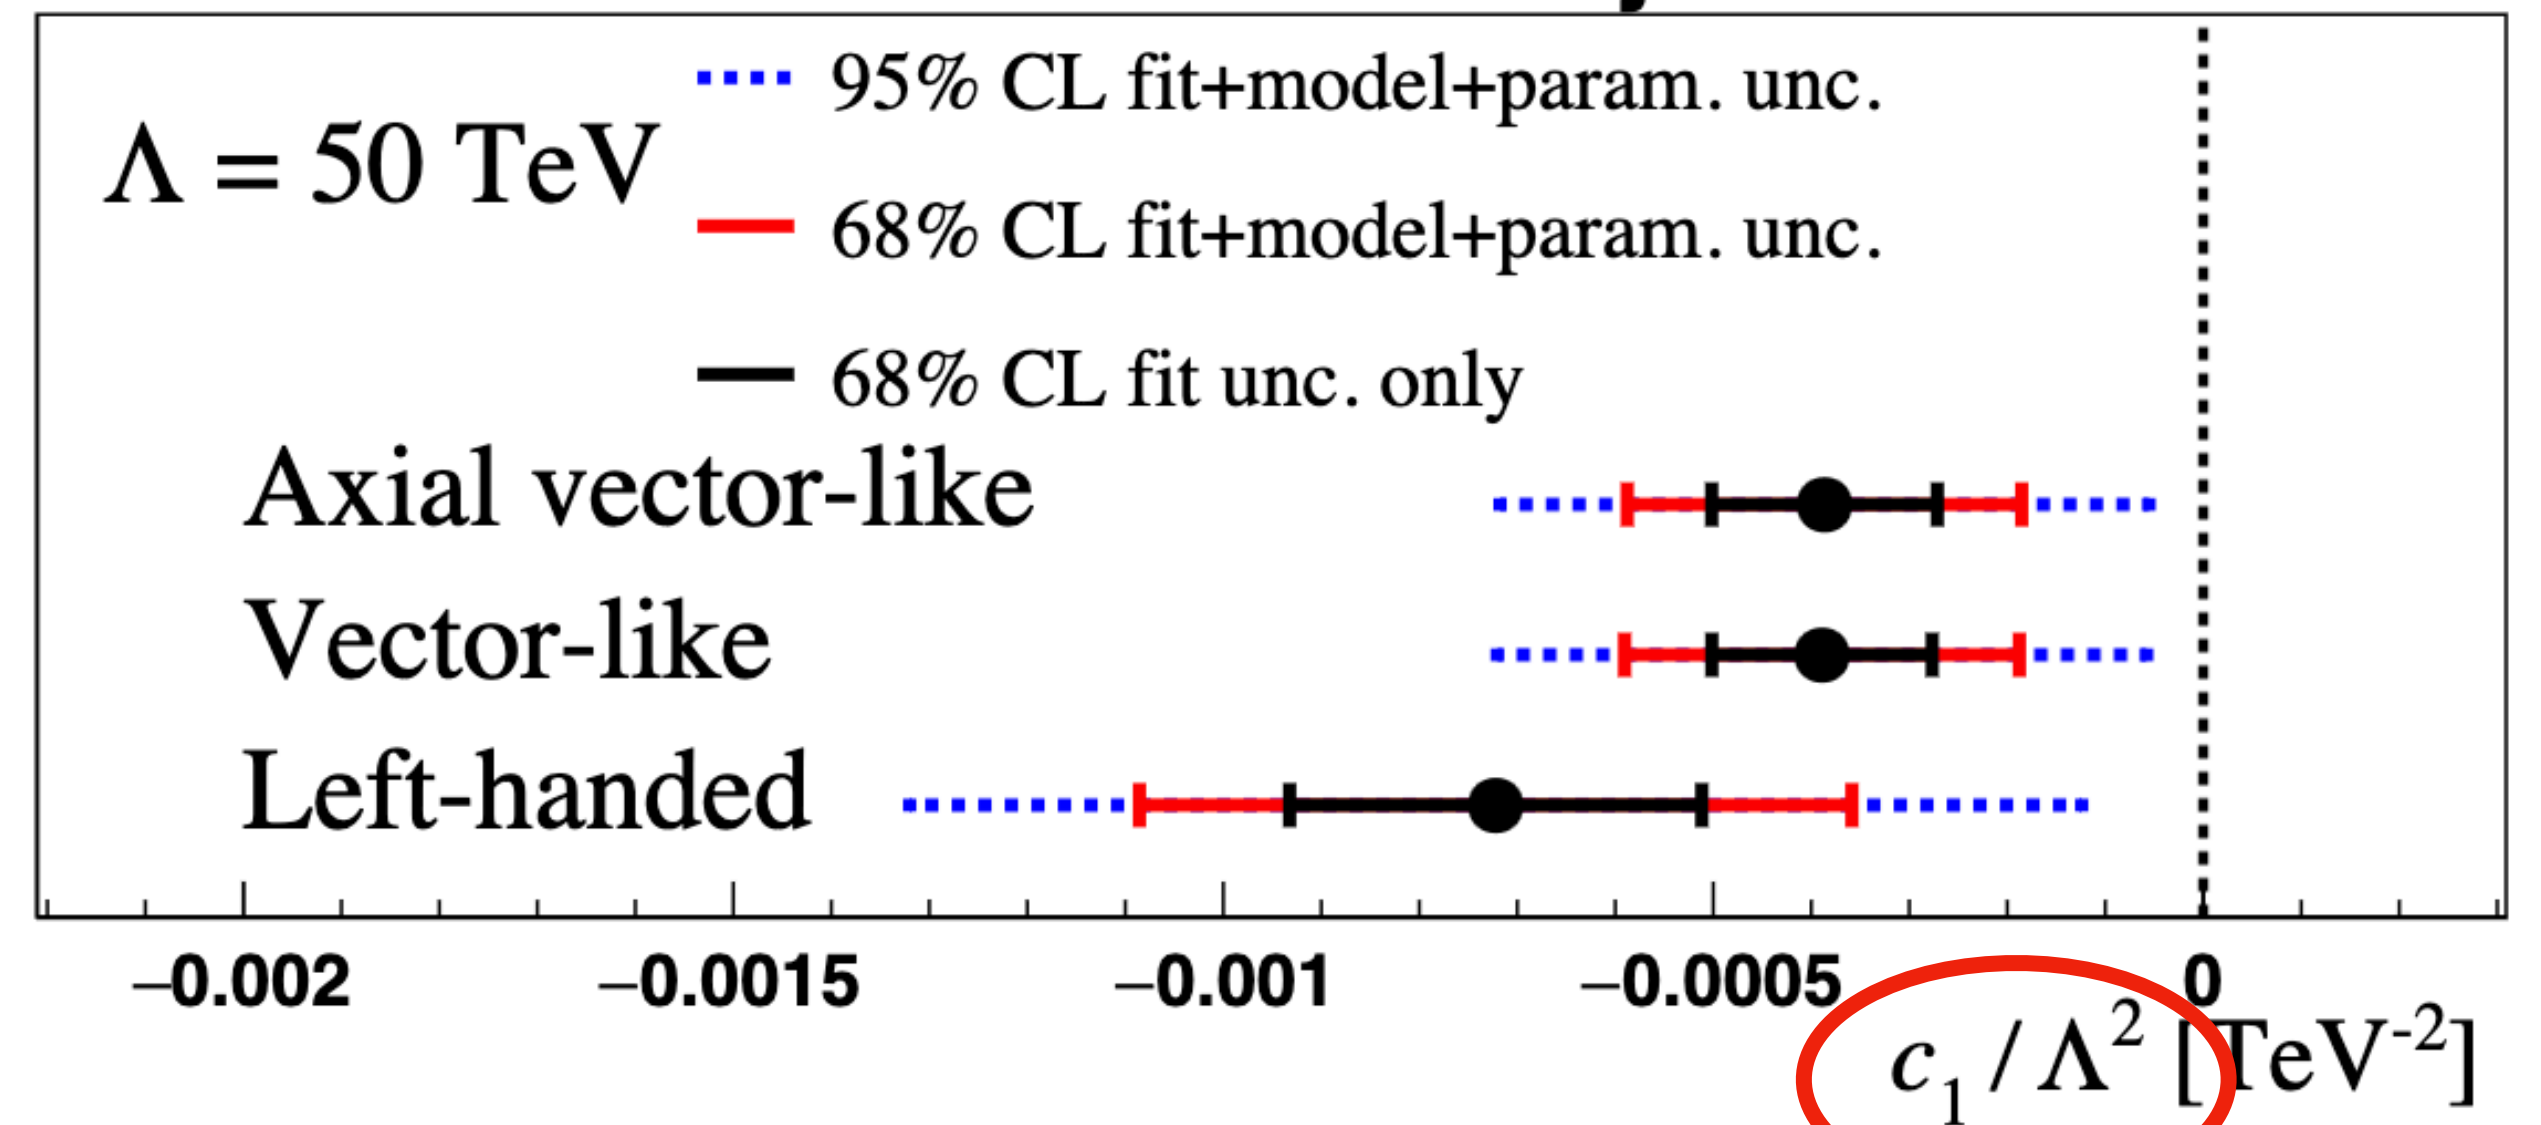 95% CL fit+model+param. unc.
Λ = 50 TeV
68% CL fit+model+param. unc.
68% CL fit unc. only
Axial vector-like
Vector-like
Left-handed
−0.002 −0.0015 −0.001 −0.0005 0
c₁ / Λ² [TeV⁻²]